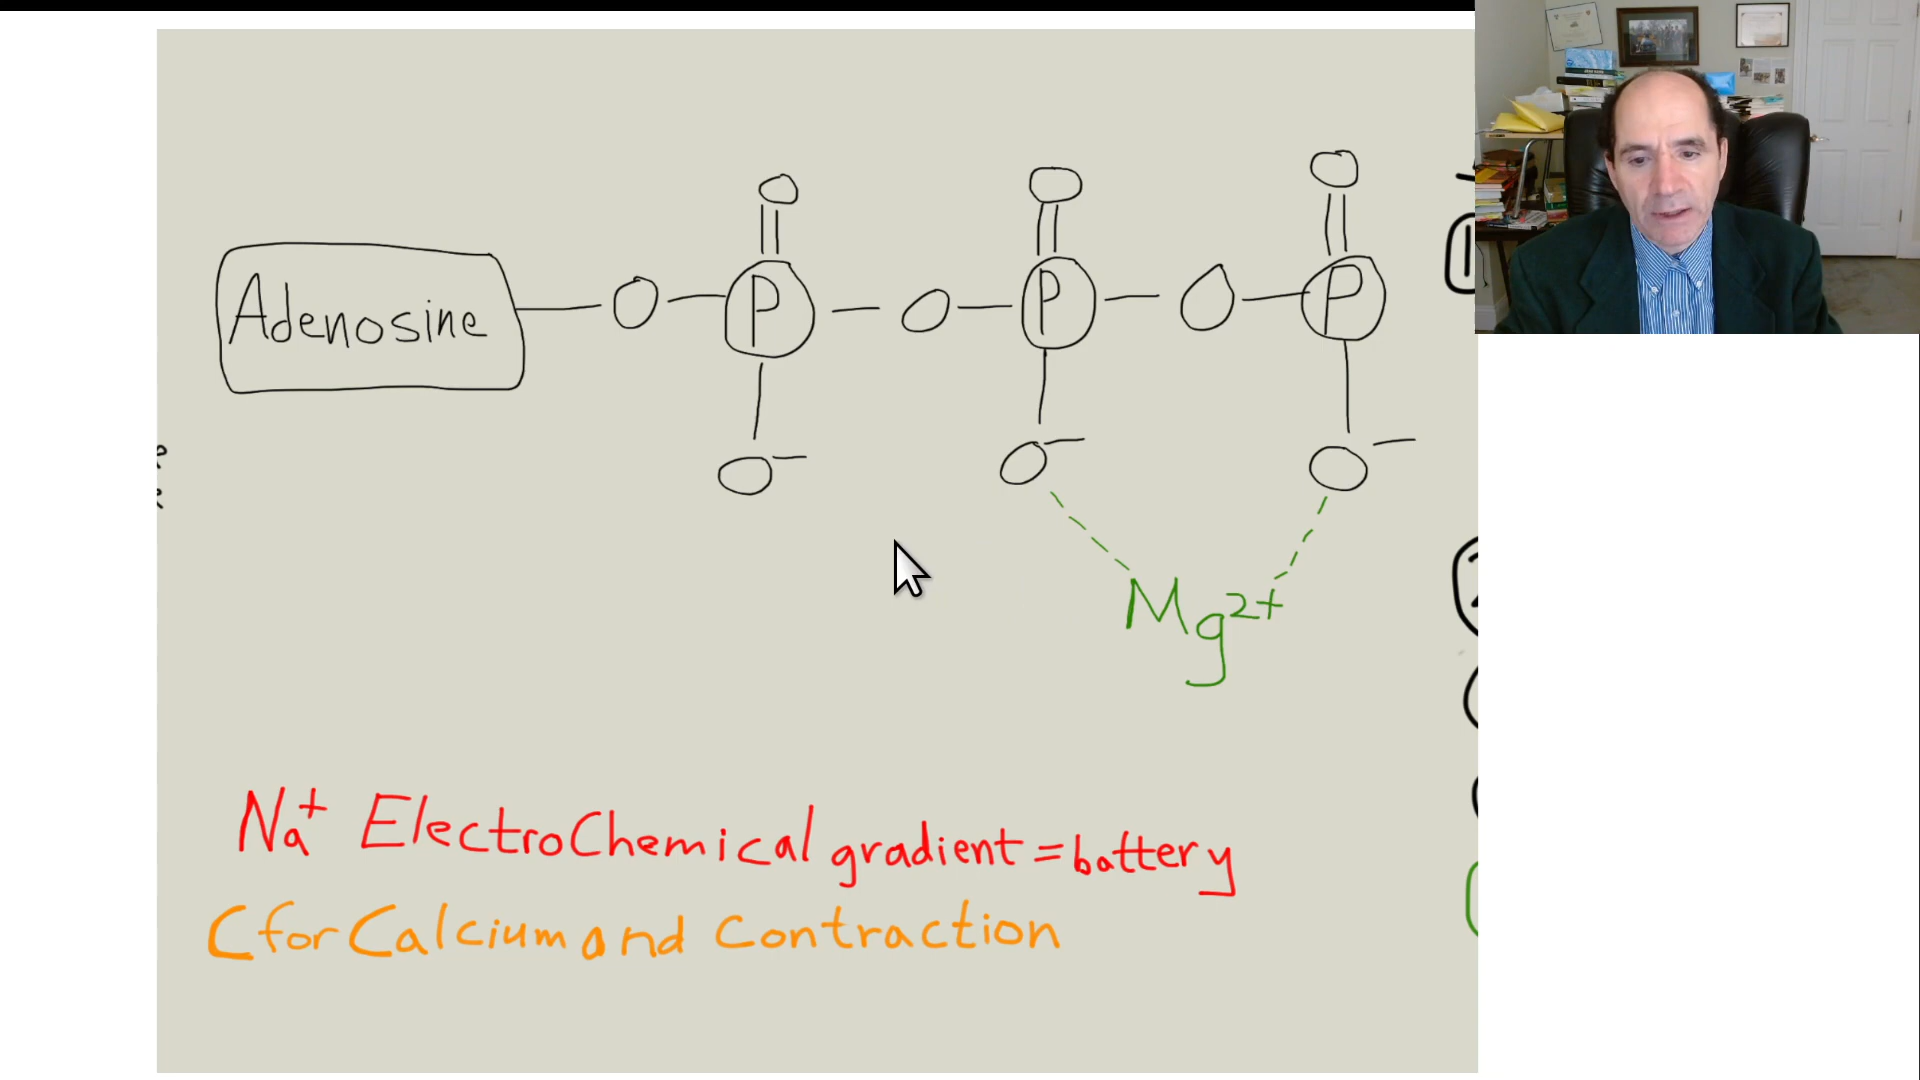 O O O
Adenosine O P O P O P
O⁻ O⁻ O⁻
Mg²⁺
Na⁺ ElectroChemical gradient = battery
C for Calcium and Contraction